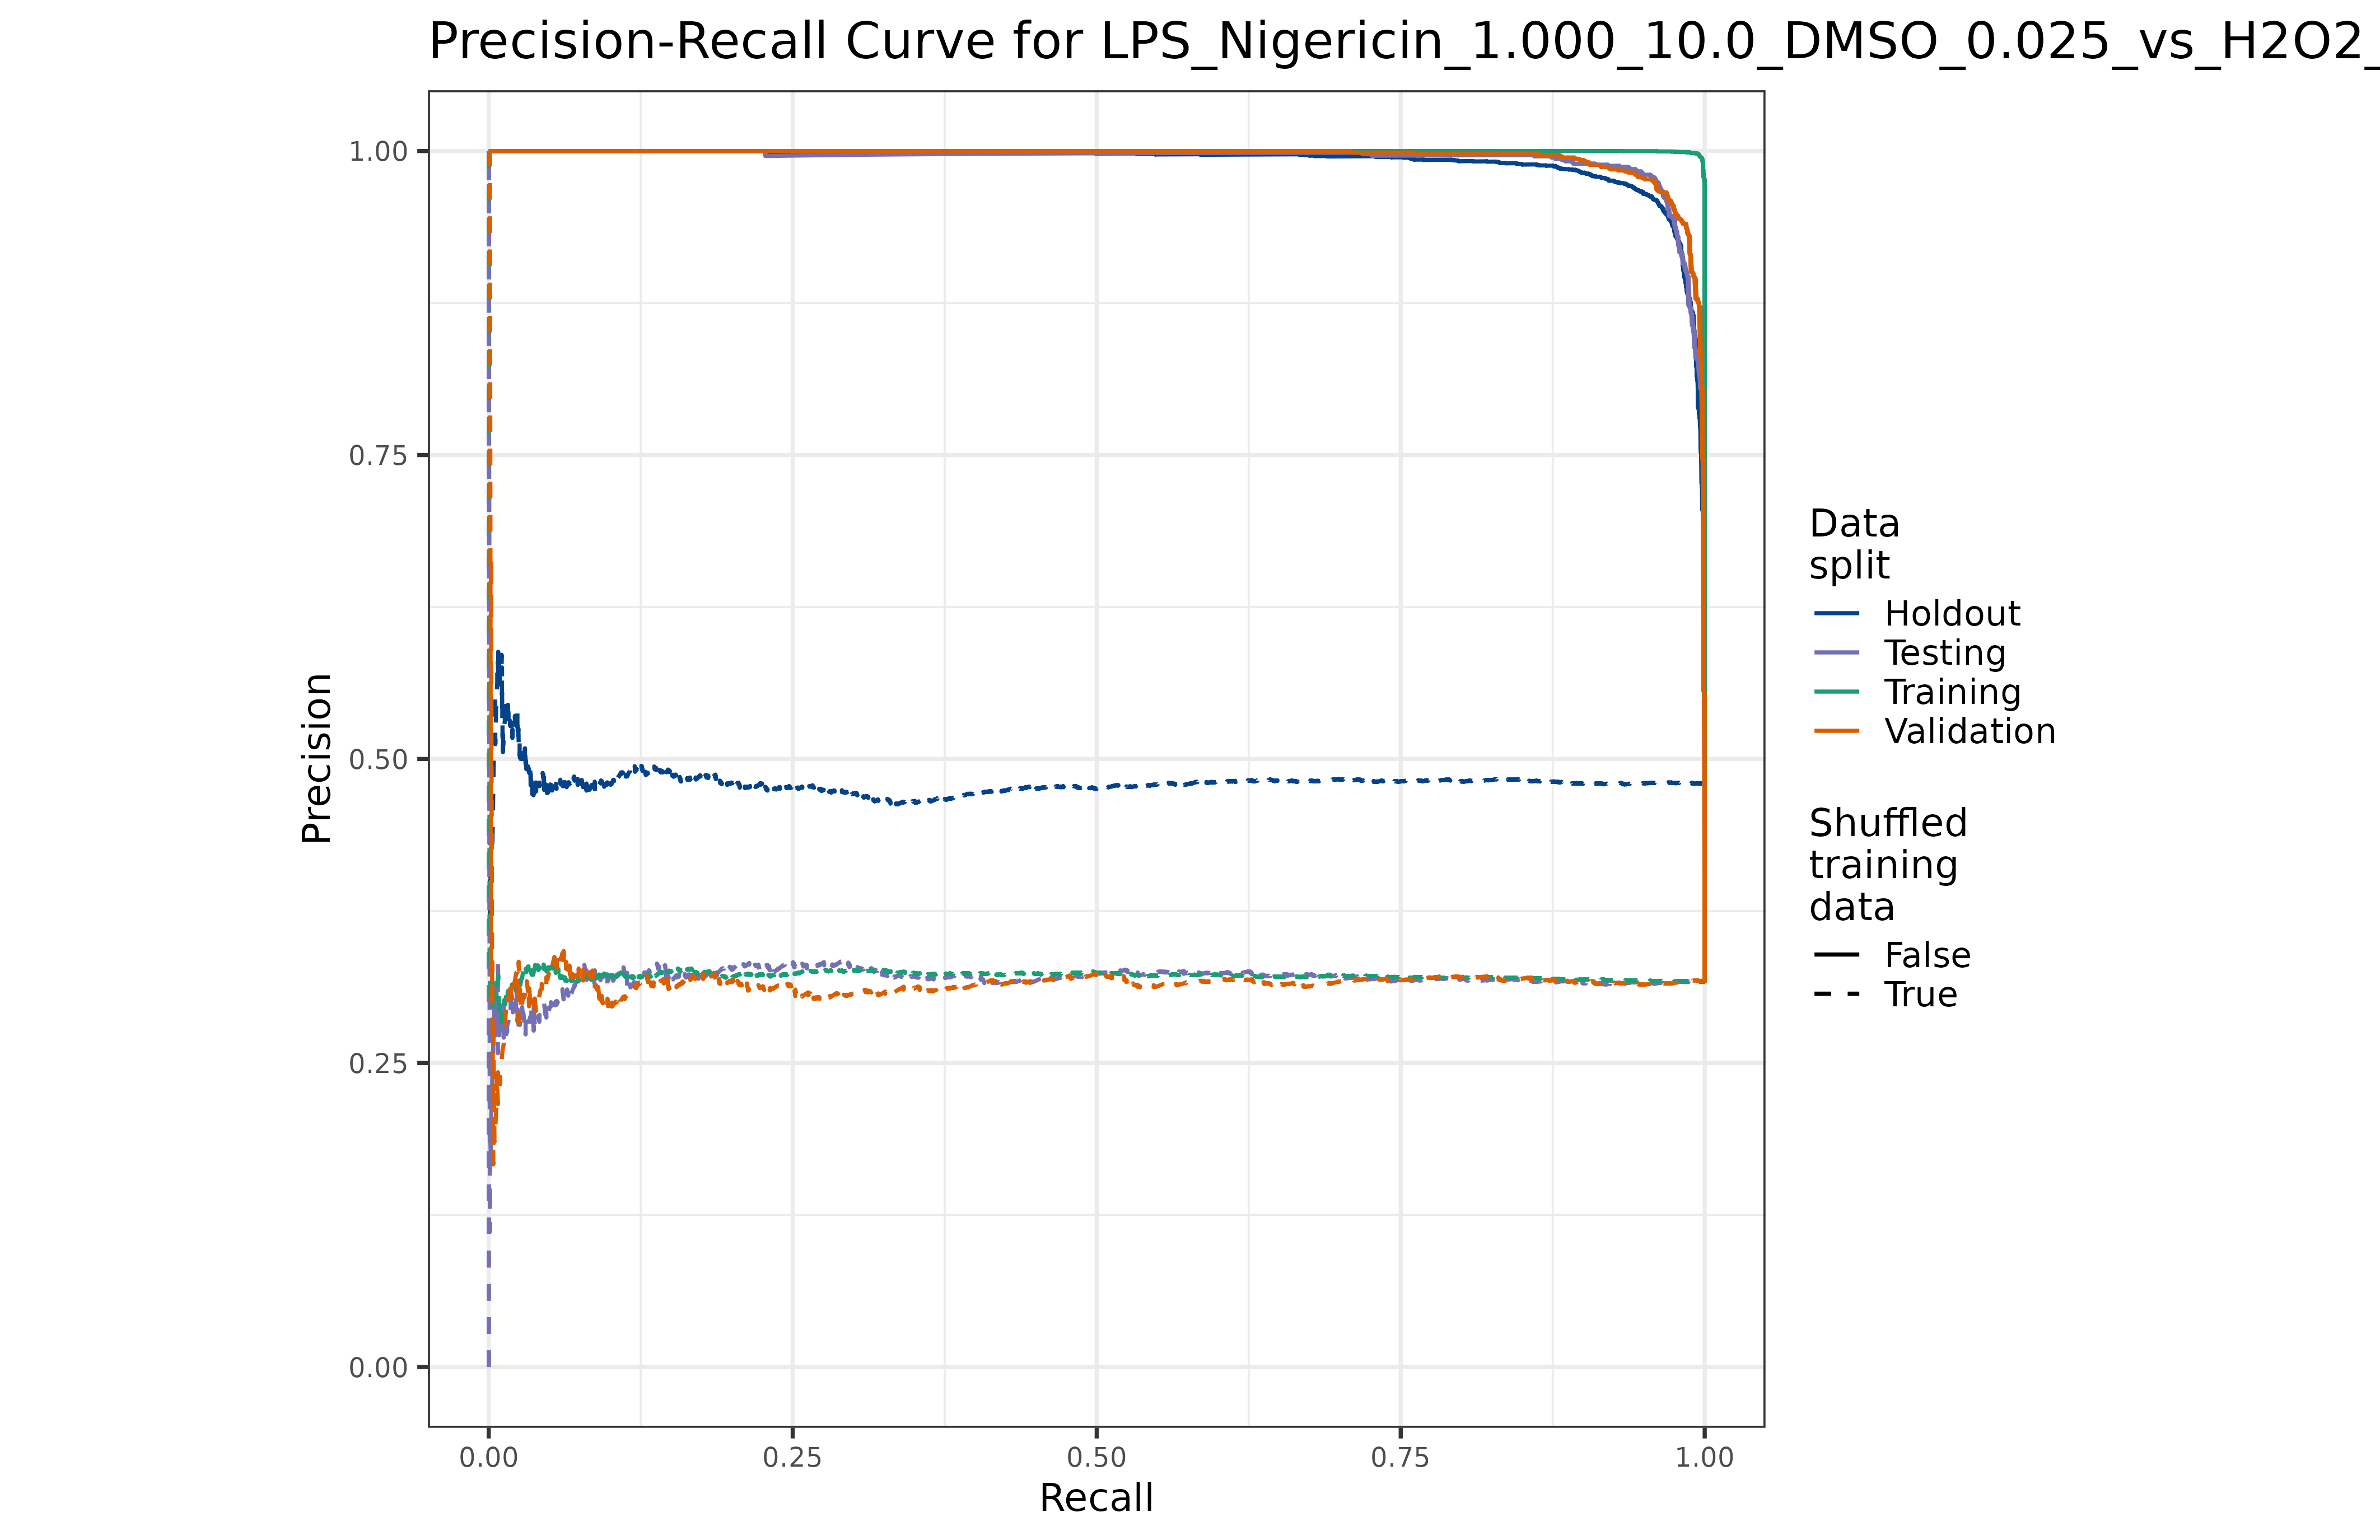 Precision-Recall Curve for LPS_Nigericin_1.000_10.0_DMSO_0.025_vs_H2O2_
1.00
0.75
0.50
0.25
0.00
Precision
0.00
0.25
0.50
0.75
1.00
Recall
Data
split
Holdout
Testing
Training
Validation
Shuffled
training
data
False
True